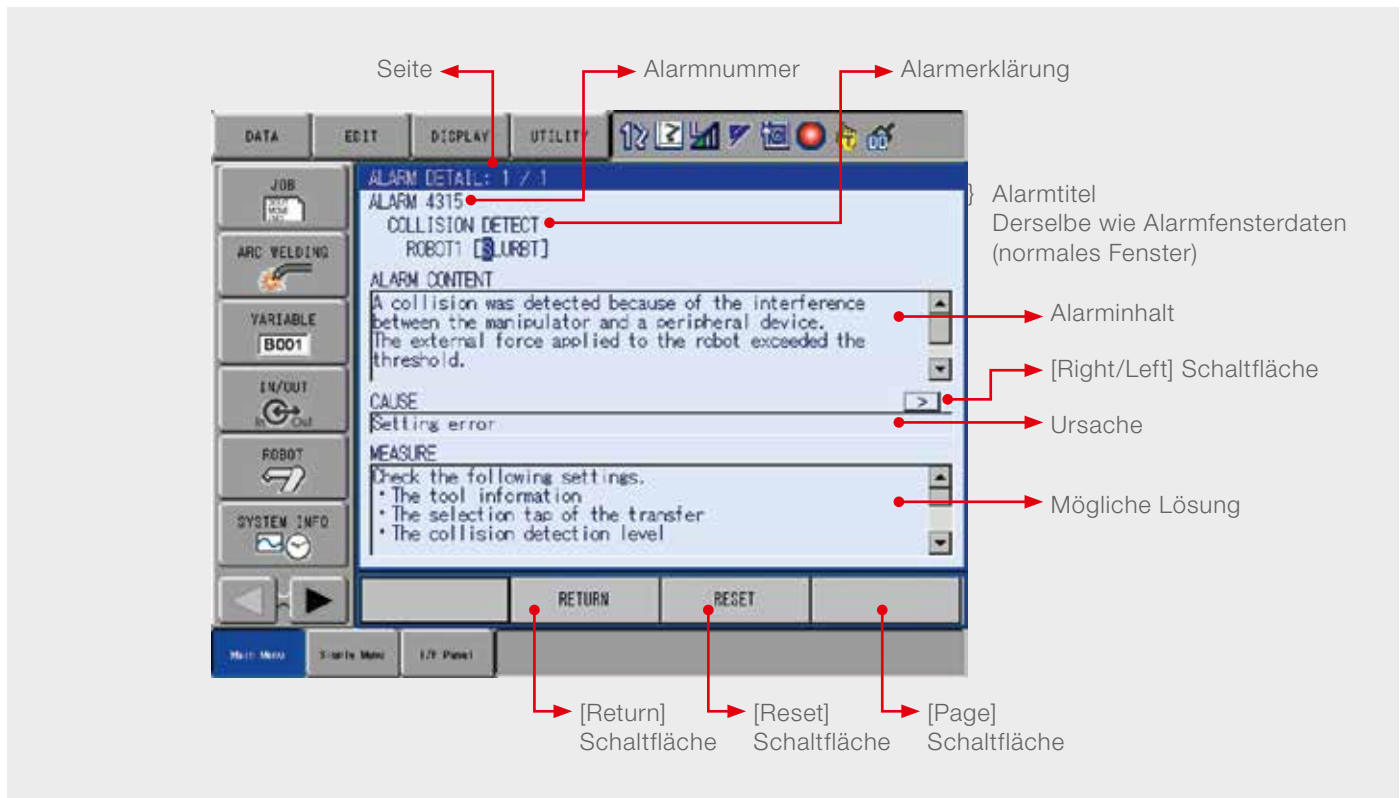 Seite Alarmnummer Alarmerklärung
DATA EDIT DISPLAY UTILITY
JOB
ARC WELDING
VARIABLE
B001
IN/OUT
In Out
ROBOT
SYSTEM INFO
ALARM DETAIL: 1 / 1
ALARM 4315
COLLISION DETECT
ROBOT1 [SLURBT]
ALARM CONTENT
A collision was detected because of the interference
between the manipulator and a peripheral device.
The external force applied to the robot exceeded the
threshold.
CAUSE >
Setting error
MEASURE
Check the following settings.
・The tool information
・The selection tap of the transfer
・The collision detection level
RETURN RESET
Main Menu Simple Menu I/F Panel
} Alarmtitel
Derselbe wie Alarmfensterdaten
(normales Fenster)
Alarminhalt
[Right/Left] Schaltfläche
Ursache
Mögliche Lösung
[Return] [Reset] [Page]
Schaltfläche Schaltfläche Schaltfläche